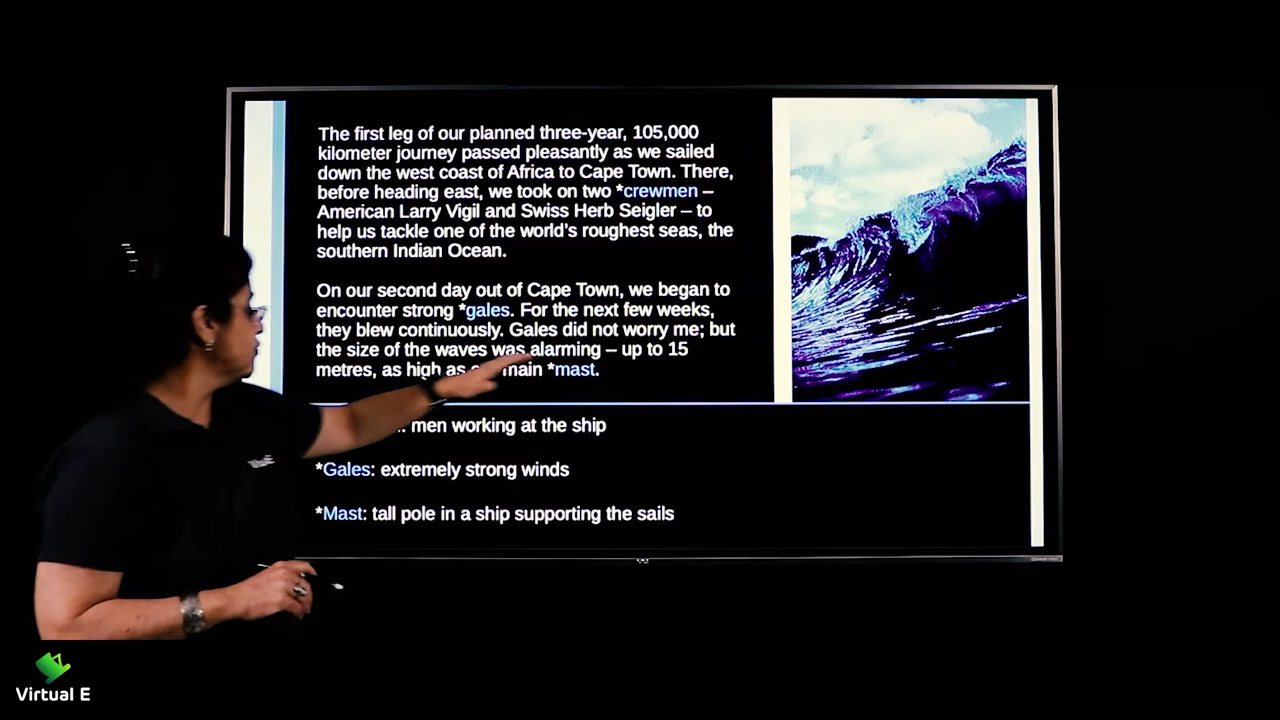 The first leg of our planned three-year, 105,000
kilometer journey passed pleasantly as we sailed
down the west coast of Africa to Cape Town. There,
before heading east, we took on two *crewmen –
American Larry Vigil and Swiss Herb Seigler – to
help us tackle one of the world's roughest seas, the
southern Indian Ocean.
On our second day out of Cape Town, we began to
encounter strong *gales. For the next few weeks,
they blew continuously. Gales did not worry me; but
the size of the waves was alarming – up to 15
metres, as high as main *mast.
men working at the ship
*Gales: extremely strong winds
*Mast: tall pole in a ship supporting the sails
Virtual E